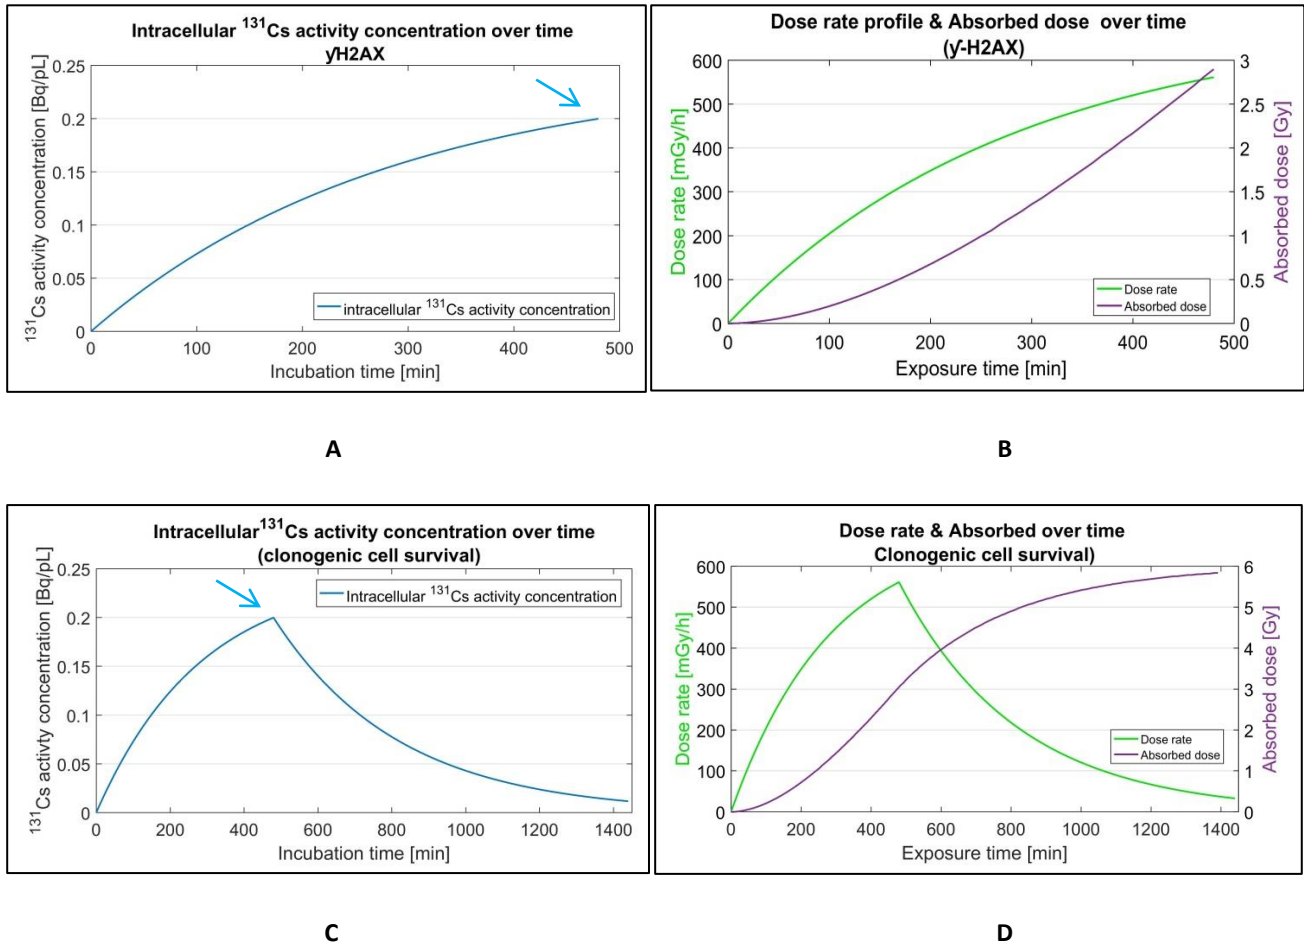 Intracellular ¹³¹Cs activity concentration over time
γH2AX
¹³¹Cs activity concentration [Bq/pL]
0.25
0.2
0.15
0.1
0.05
0
0 100 200 300 400 500
Incubation time [min]
intracellular ¹³¹Cs activity concentration
A
Dose rate profile & Absorbed dose over time
(γ-H2AX)
Dose rate [mGy/h]
600
500
400
300
200
100
0
0 100 200 300 400 500
Exposure time [min]
3
2.5
2
1.5
1
0.5
0
Absorbed dose [Gy]
Dose rate
Absorbed dose
B
Intracellular¹³¹Cs activity concentration over time
(clonogenic cell survival)
¹³¹Cs activty concentration [Bq/pL]
0.25
0.2
0.15
0.1
0.05
0
0 200 400 600 800 1000 1200 1400
Incubation time [min]
Intracellular ¹³¹Cs activity concentration
C
Dose rate & Absorbed over time
Clonogenic cell survival)
Dose rate [mGy/h]
600
500
400
300
200
100
0
0 200 400 600 800 1000 1200 1400
Exposure time [min]
6
5
4
3
2
1
0
Absorbed dose [Gy]
Dose rate
Absorbed dose
D